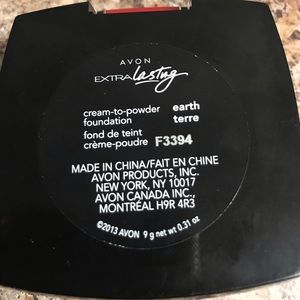 AVON
EXTRA lasting
cream-to-powder earth
foundation terre
fond de teint
crème-poudre F3394
MADE IN CHINA/FAIT EN CHINE
AVON PRODUCTS, INC.
NEW YORK, NY 10017
AVON CANADA INC.,
MONTRÉAL H9R 4R3
©2013 AVON 9 g net wt 0.31 oz